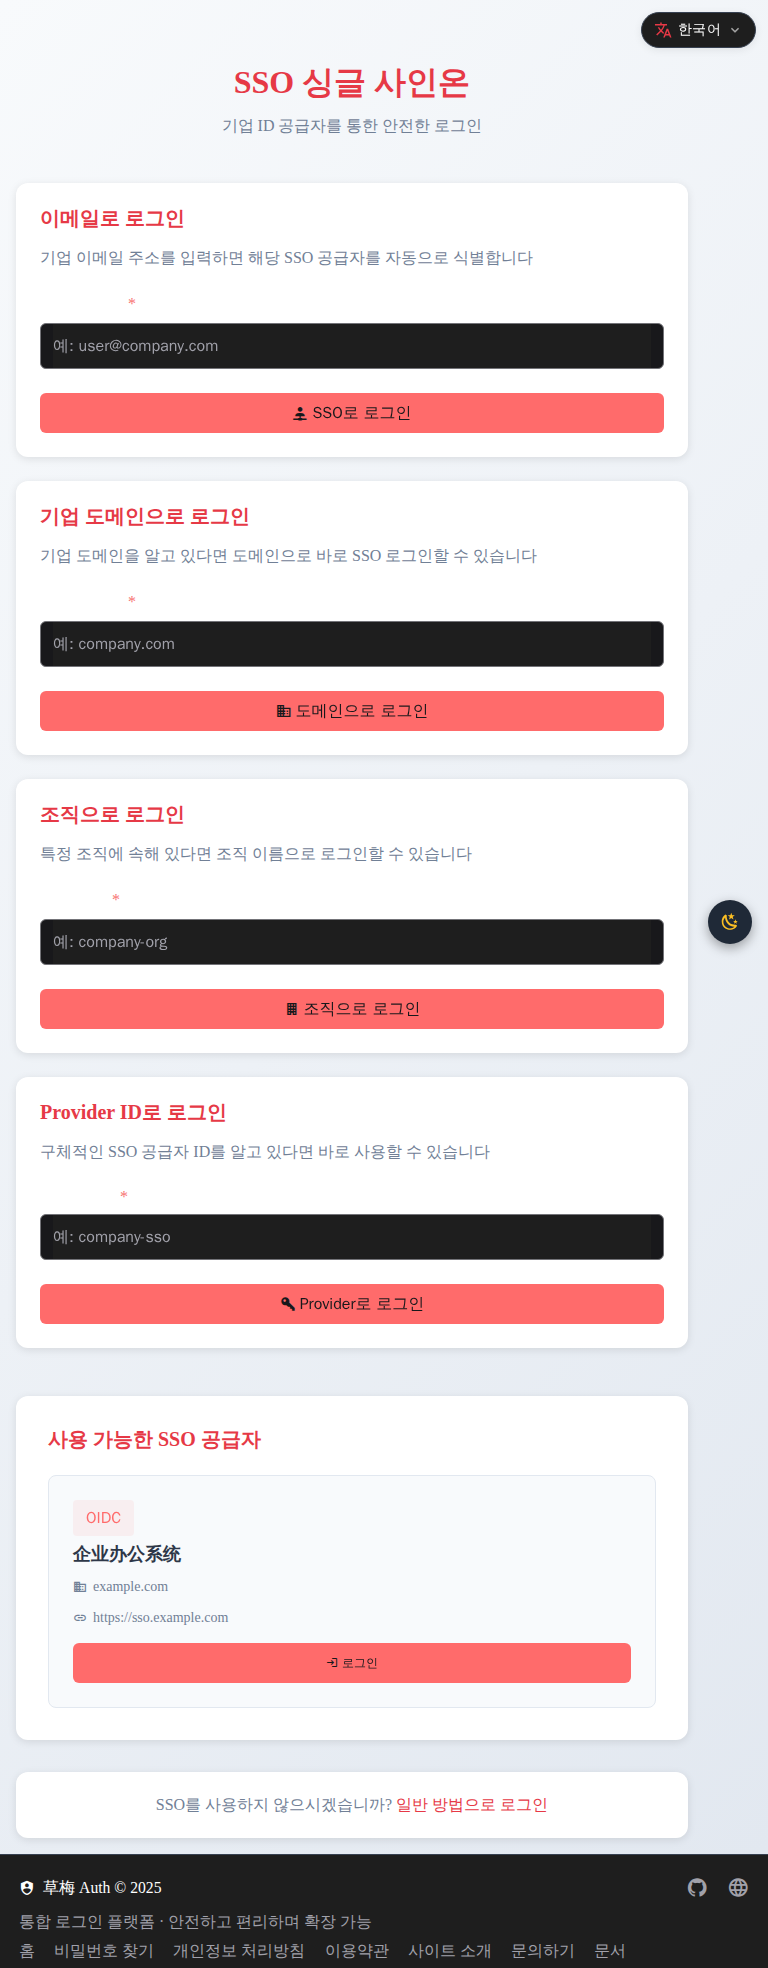 한국어
SSO 싱글 사인온
기업 ID 공급자를 통한 안전한 로그인
이메일로 로그인
기업 이메일 주소를 입력하면 해당 SSO 공급자를 자동으로 식별합니다
*
예: user@company.com
SSO로 로그인
기업 도메인으로 로그인
기업 도메인을 알고 있다면 도메인으로 바로 SSO 로그인할 수 있습니다
*
예: company.com
도메인으로 로그인
조직으로 로그인
특정 조직에 속해 있다면 조직 이름으로 로그인할 수 있습니다
*
예: company-org
조직으로 로그인
Provider ID로 로그인
구체적인 SSO 공급자 ID를 알고 있다면 바로 사용할 수 있습니다
*
예: company-sso
Provider로 로그인
사용 가능한 SSO 공급자
OIDC
企业办公系统
example.com
https://sso.example.com
로그인
SSO를 사용하지 않으시겠습니까? 일반 방법으로 로그인
草梅 Auth © 2025
통합 로그인 플랫폼 · 안전하고 편리하며 확장 가능
홈 비밀번호 찾기 개인정보 처리방침 이용약관 사이트 소개 문의하기 문서